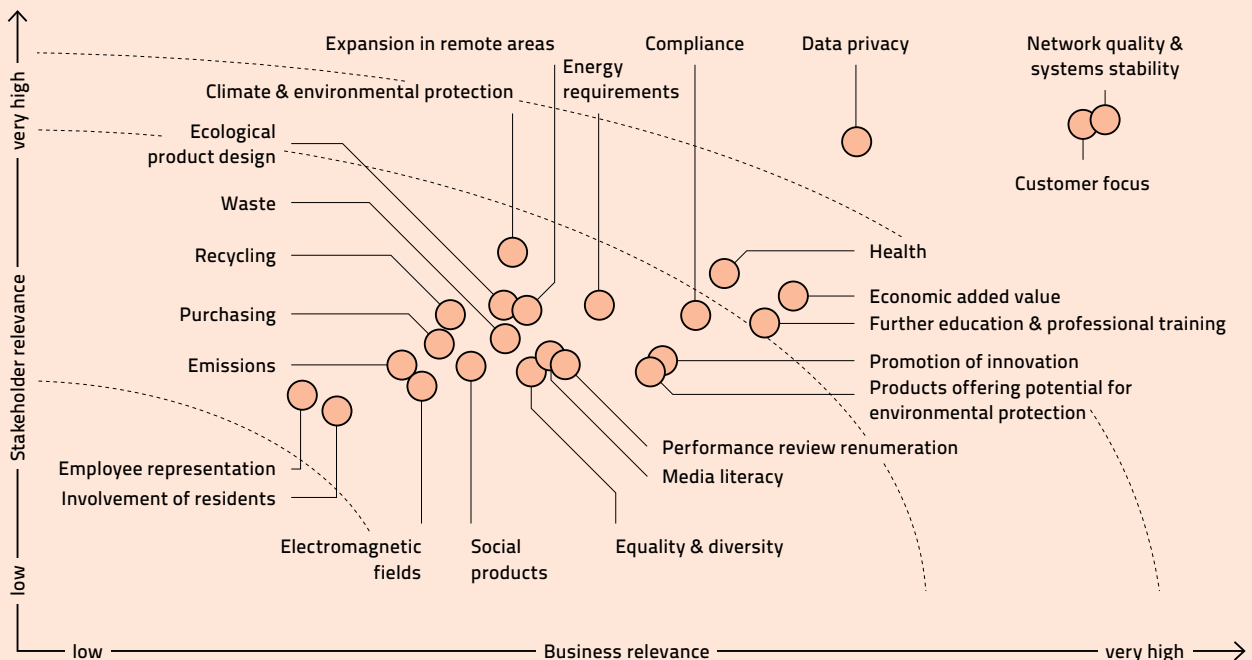 Expansion in remote areas
Compliance
Data privacy
Network quality &
systems stability
Energy
requirements
Climate & environmental protection
Ecological
product design
Customer focus
Waste
Recycling
Health
Economic added value
Purchasing
Further education & professional training
Emissions
Promotion of innovation
Products offering potential for
environmental protection
Performance review renumeration
Employee representation
Media literacy
Involvement of residents
Electromagnetic
fields
Social
products
Equality & diversity
very high
Stakeholder relevance
low
low
Business relevance
very high